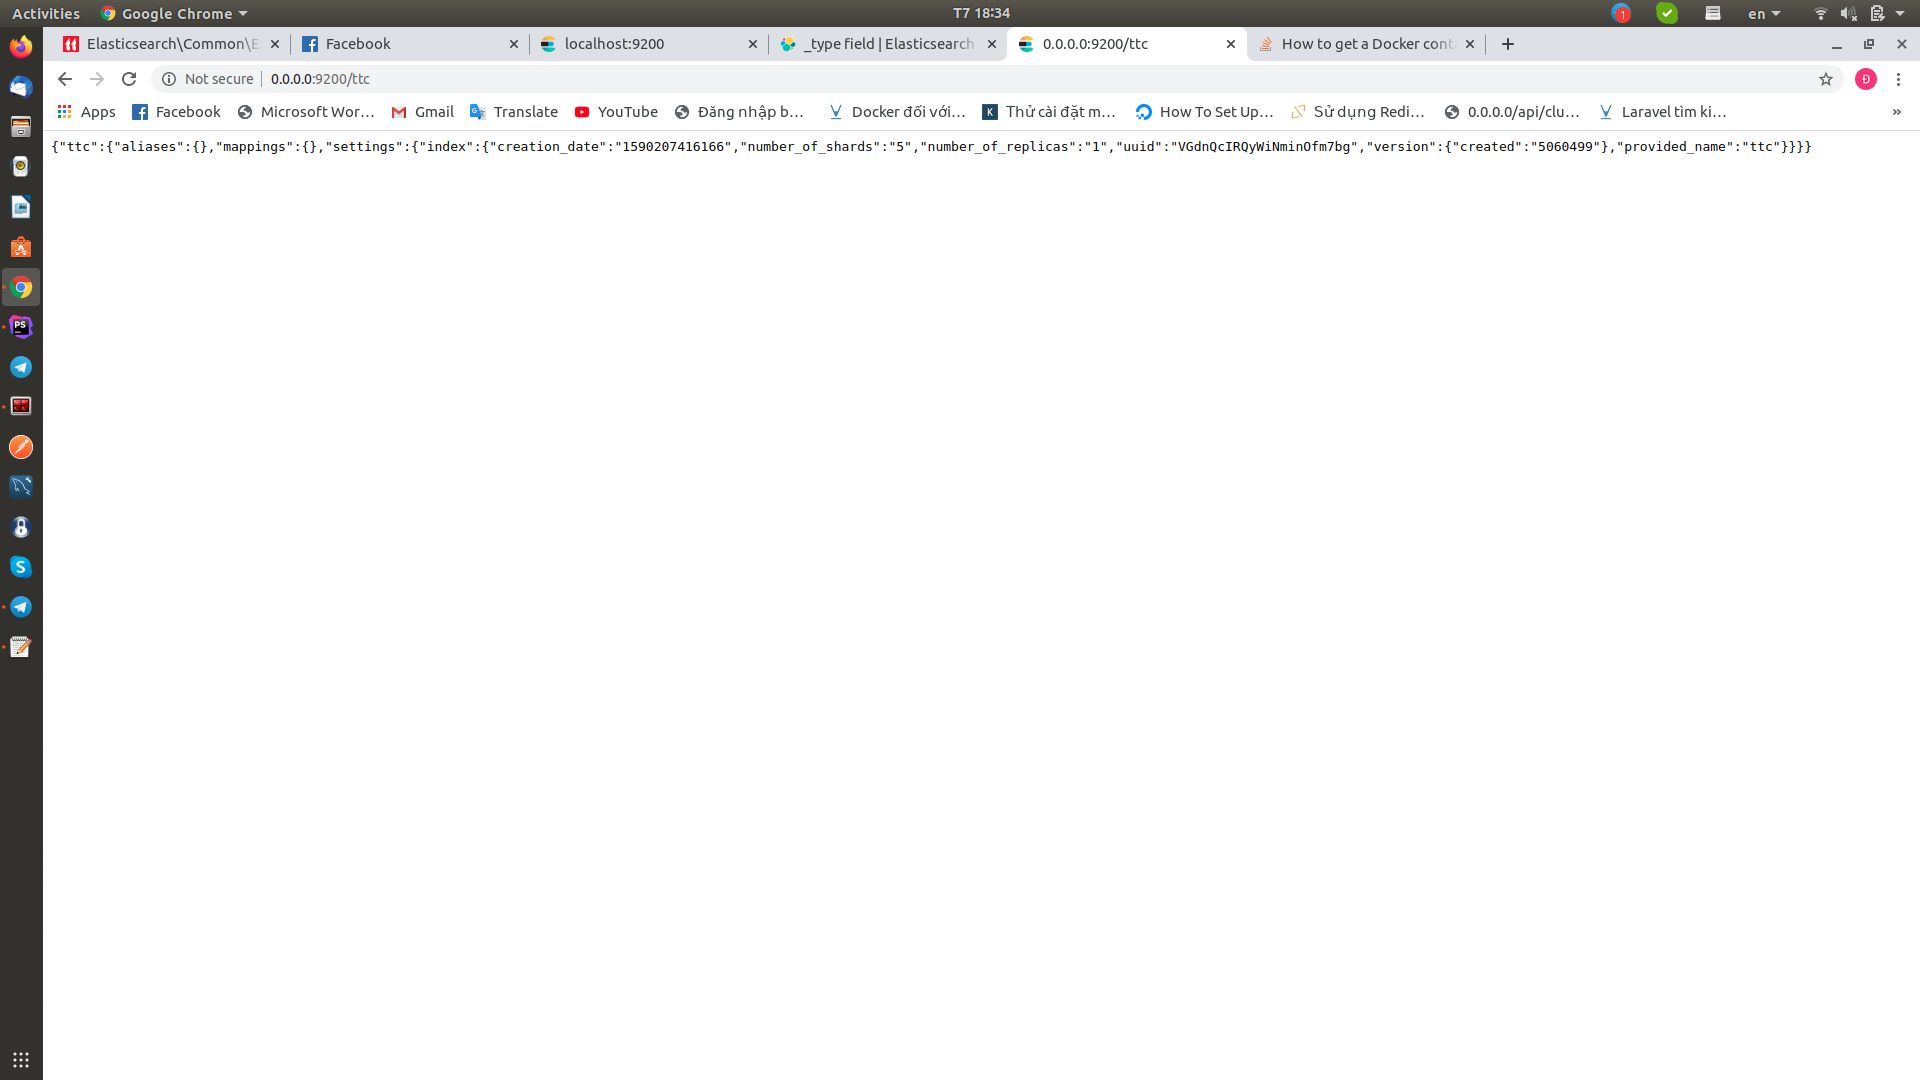 Activities Google Chrome T7 18:34 1 en
Elasticsearch\Common\E Facebook localhost:9200 _type field | Elasticsearch 0.0.0.0:9200/ttc How to get a Docker cont
Not secure 0.0.0.0:9200/ttc Đ
Apps Facebook Microsoft Wor… Gmail Translate YouTube Đăng nhập b… Docker đối với… K Thử cài đặt m… How To Set Up… Sử dụng Redi… 0.0.0.0/api/clu… Laravel tìm ki… »
{"ttc":{"aliases":{},"mappings":{},"settings":{"index":{"creation_date":"1590207416166","number_of_shards":"5","number_of_replicas":"1","uuid":"VGdnQcIRQyWiNminOfm7bg","version":{"created":"5060499"},"provided_name":"ttc"}}}}
PS
S